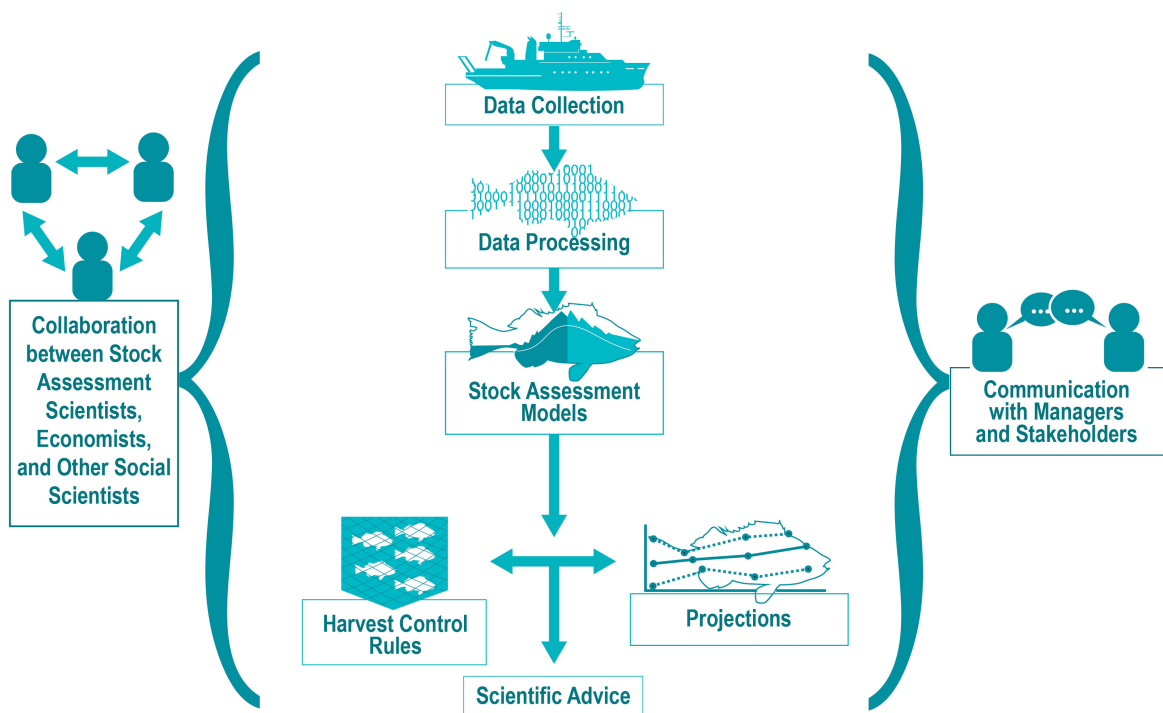 Data Collection
Data Processing
Stock Assessment
Models
Collaboration
between Stock
Assessment
Scientists,
Economists,
and Other Social
Scientists
Communication
with Managers
and Stakeholders
Harvest Control
Rules
Projections
Scientific Advice